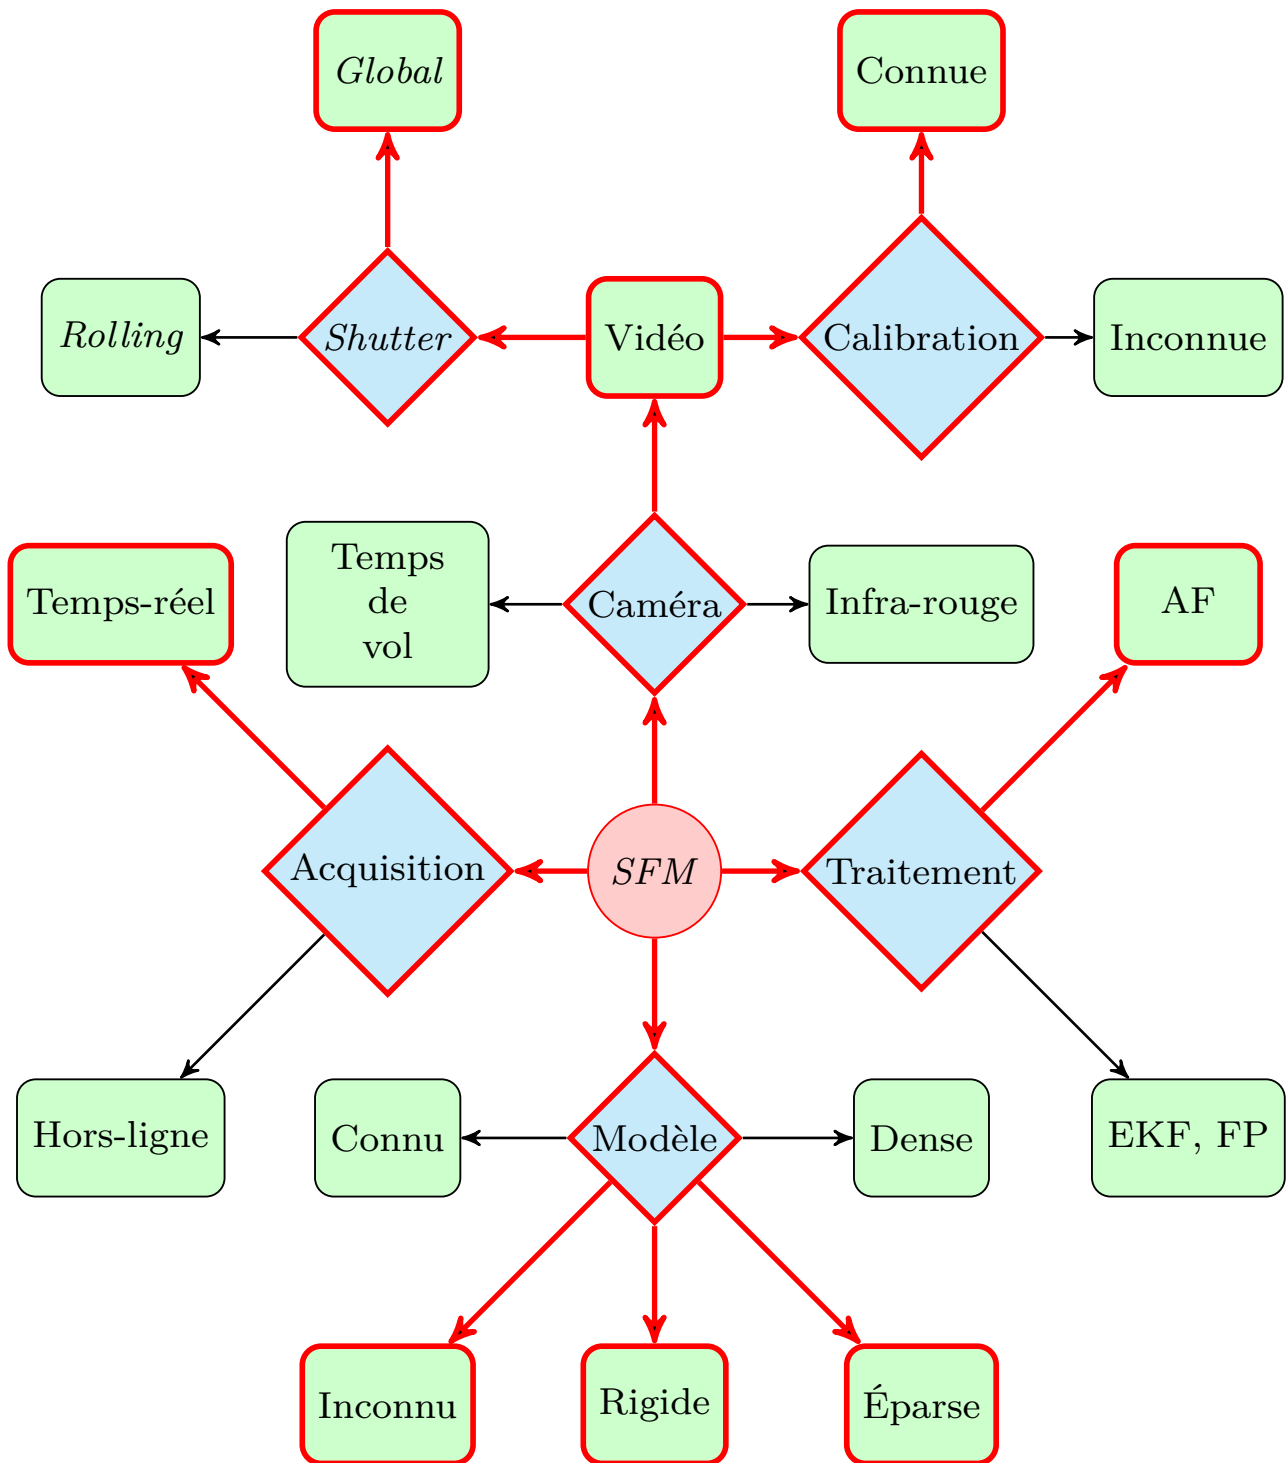 Global
Connue
Rolling
Shutter
Vidéo
Calibration
Inconnue
Temps-réel
Temps
de
vol
Caméra
Infra-rouge
AF
Acquisition
SFM
Traitement
Hors-ligne
Connu
Modèle
Dense
EKF, FP
Inconnu
Rigide
Éparse